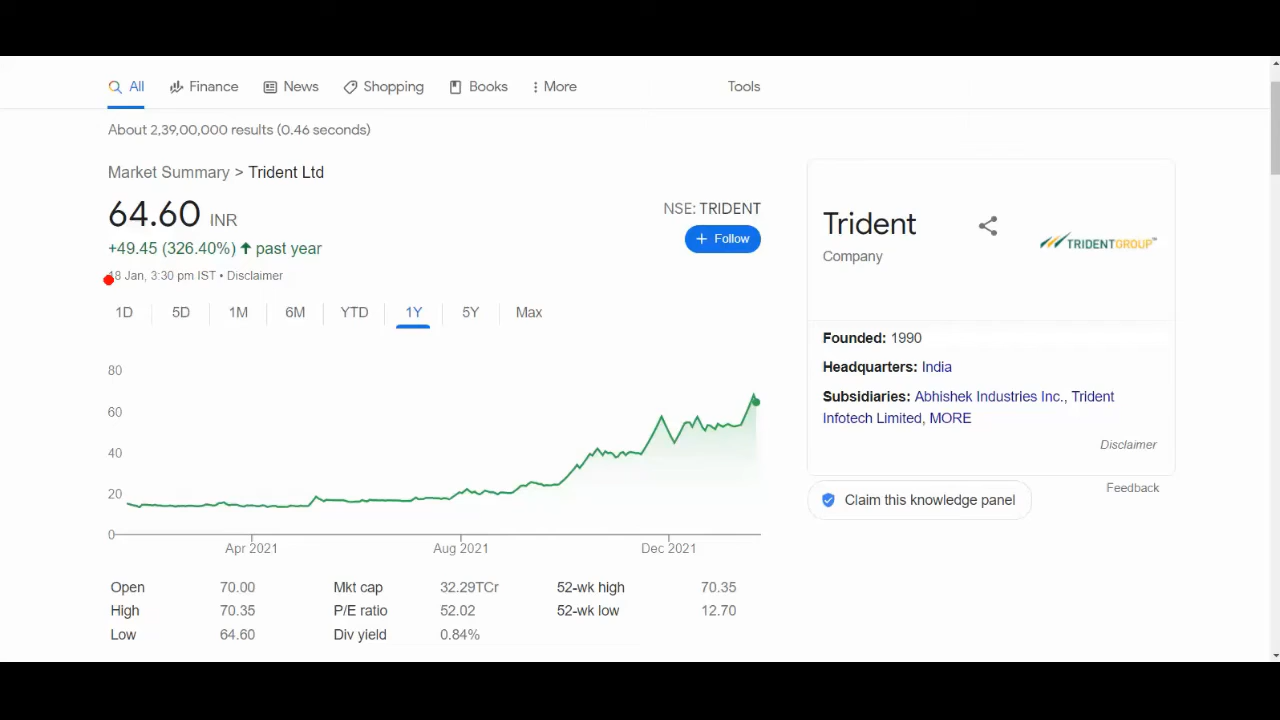 All Finance News Shopping Books More Tools
About 2,39,00,000 results (0.46 seconds)
Market Summary > Trident Ltd
64.60 INR
+49.45 (326.40%) past year
18 Jan, 3:30 pm IST • Disclaimer
NSE: TRIDENT
+ Follow
1D 5D 1M 6M YTD 1Y 5Y Max
80
60
40
20
0
Apr 2021 Aug 2021 Dec 2021
Open 70.00 Mkt cap 32.29TCr 52-wk high 70.35
High 70.35 P/E ratio 52.02 52-wk low 12.70
Low 64.60 Div yield 0.84%
Trident
Company
TRIDENTGROUP
Founded: 1990
Headquarters: India
Subsidiaries: Abhishek Industries Inc., Trident
Infotech Limited, MORE
Disclaimer
Feedback
Claim this knowledge panel